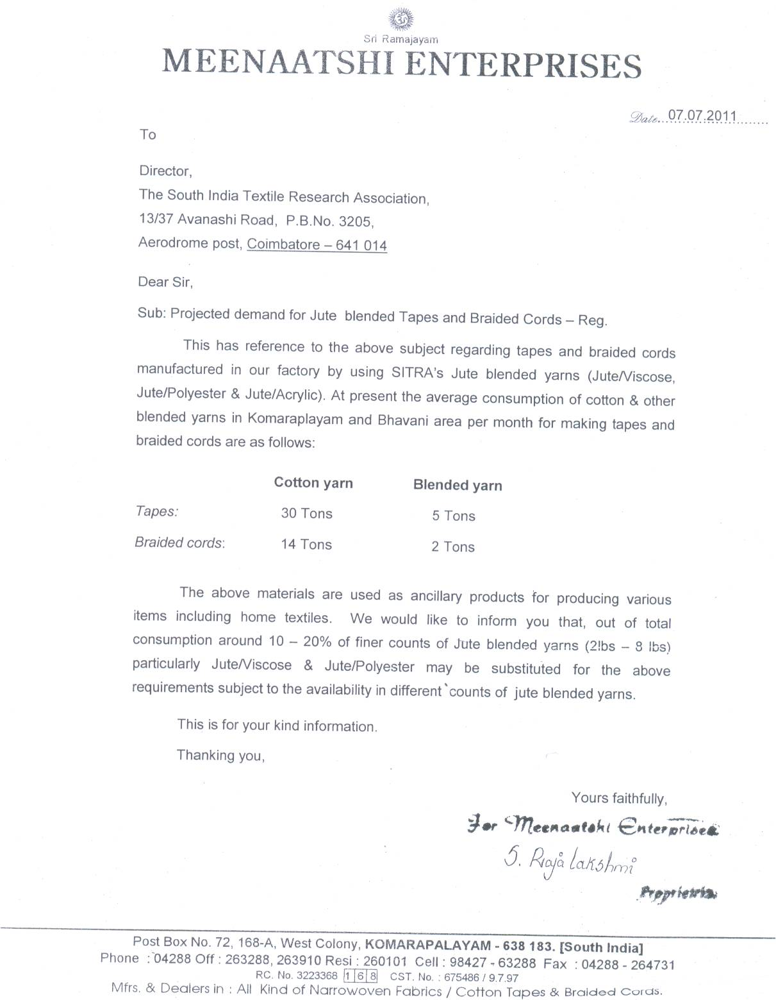 Sri Ramajayam
MEENAATSHI ENTERPRISES
Date...07.07.2011........
To
Director,
The South India Textile Research Association,
13/37 Avanashi Road, P.B.No. 3205,
Aerodrome post, Coimbatore – 641 014
Dear Sir,
Sub: Projected demand for Jute blended Tapes and Braided Cords – Reg.
This has reference to the above subject regarding tapes and braided cords
manufactured in our factory by using SITRA's Jute blended yarns (Jute/Viscose,
Jute/Polyester & Jute/Acrylic). At present the average consumption of cotton & other
blended yarns in Komaraplayam and Bhavani area per month for making tapes and
braided cords are as follows:
Cotton yarn Blended yarn
Tapes: 30 Tons 5 Tons
Braided cords: 14 Tons 2 Tons
The above materials are used as ancillary products for producing various
items including home textiles. We would like to inform you that, out of total
consumption around 10 – 20% of finer counts of Jute blended yarns (2lbs – 8 lbs)
particularly Jute/Viscose & Jute/Polyester may be substituted for the above
requirements subject to the availability in different counts of jute blended yarns.
This is for your kind information.
Thanking you,
Yours faithfully,
For Meenaatshi Enterprises
S. Rajalakshmi
Proprietrix
Post Box No. 72, 168-A, West Colony, KOMARAPALAYAM - 638 183. [South India]
Phone : 04288 Off : 263288, 263910 Resi : 260101 Cell : 98427 - 63288 Fax : 04288 - 264731
RC. No. 3223368 168 CST. No. : 675486 / 9.7.97
Mfrs. & Dealers in : All Kind of Narrowoven Fabrics / Cotton Tapes & Braided Cords.